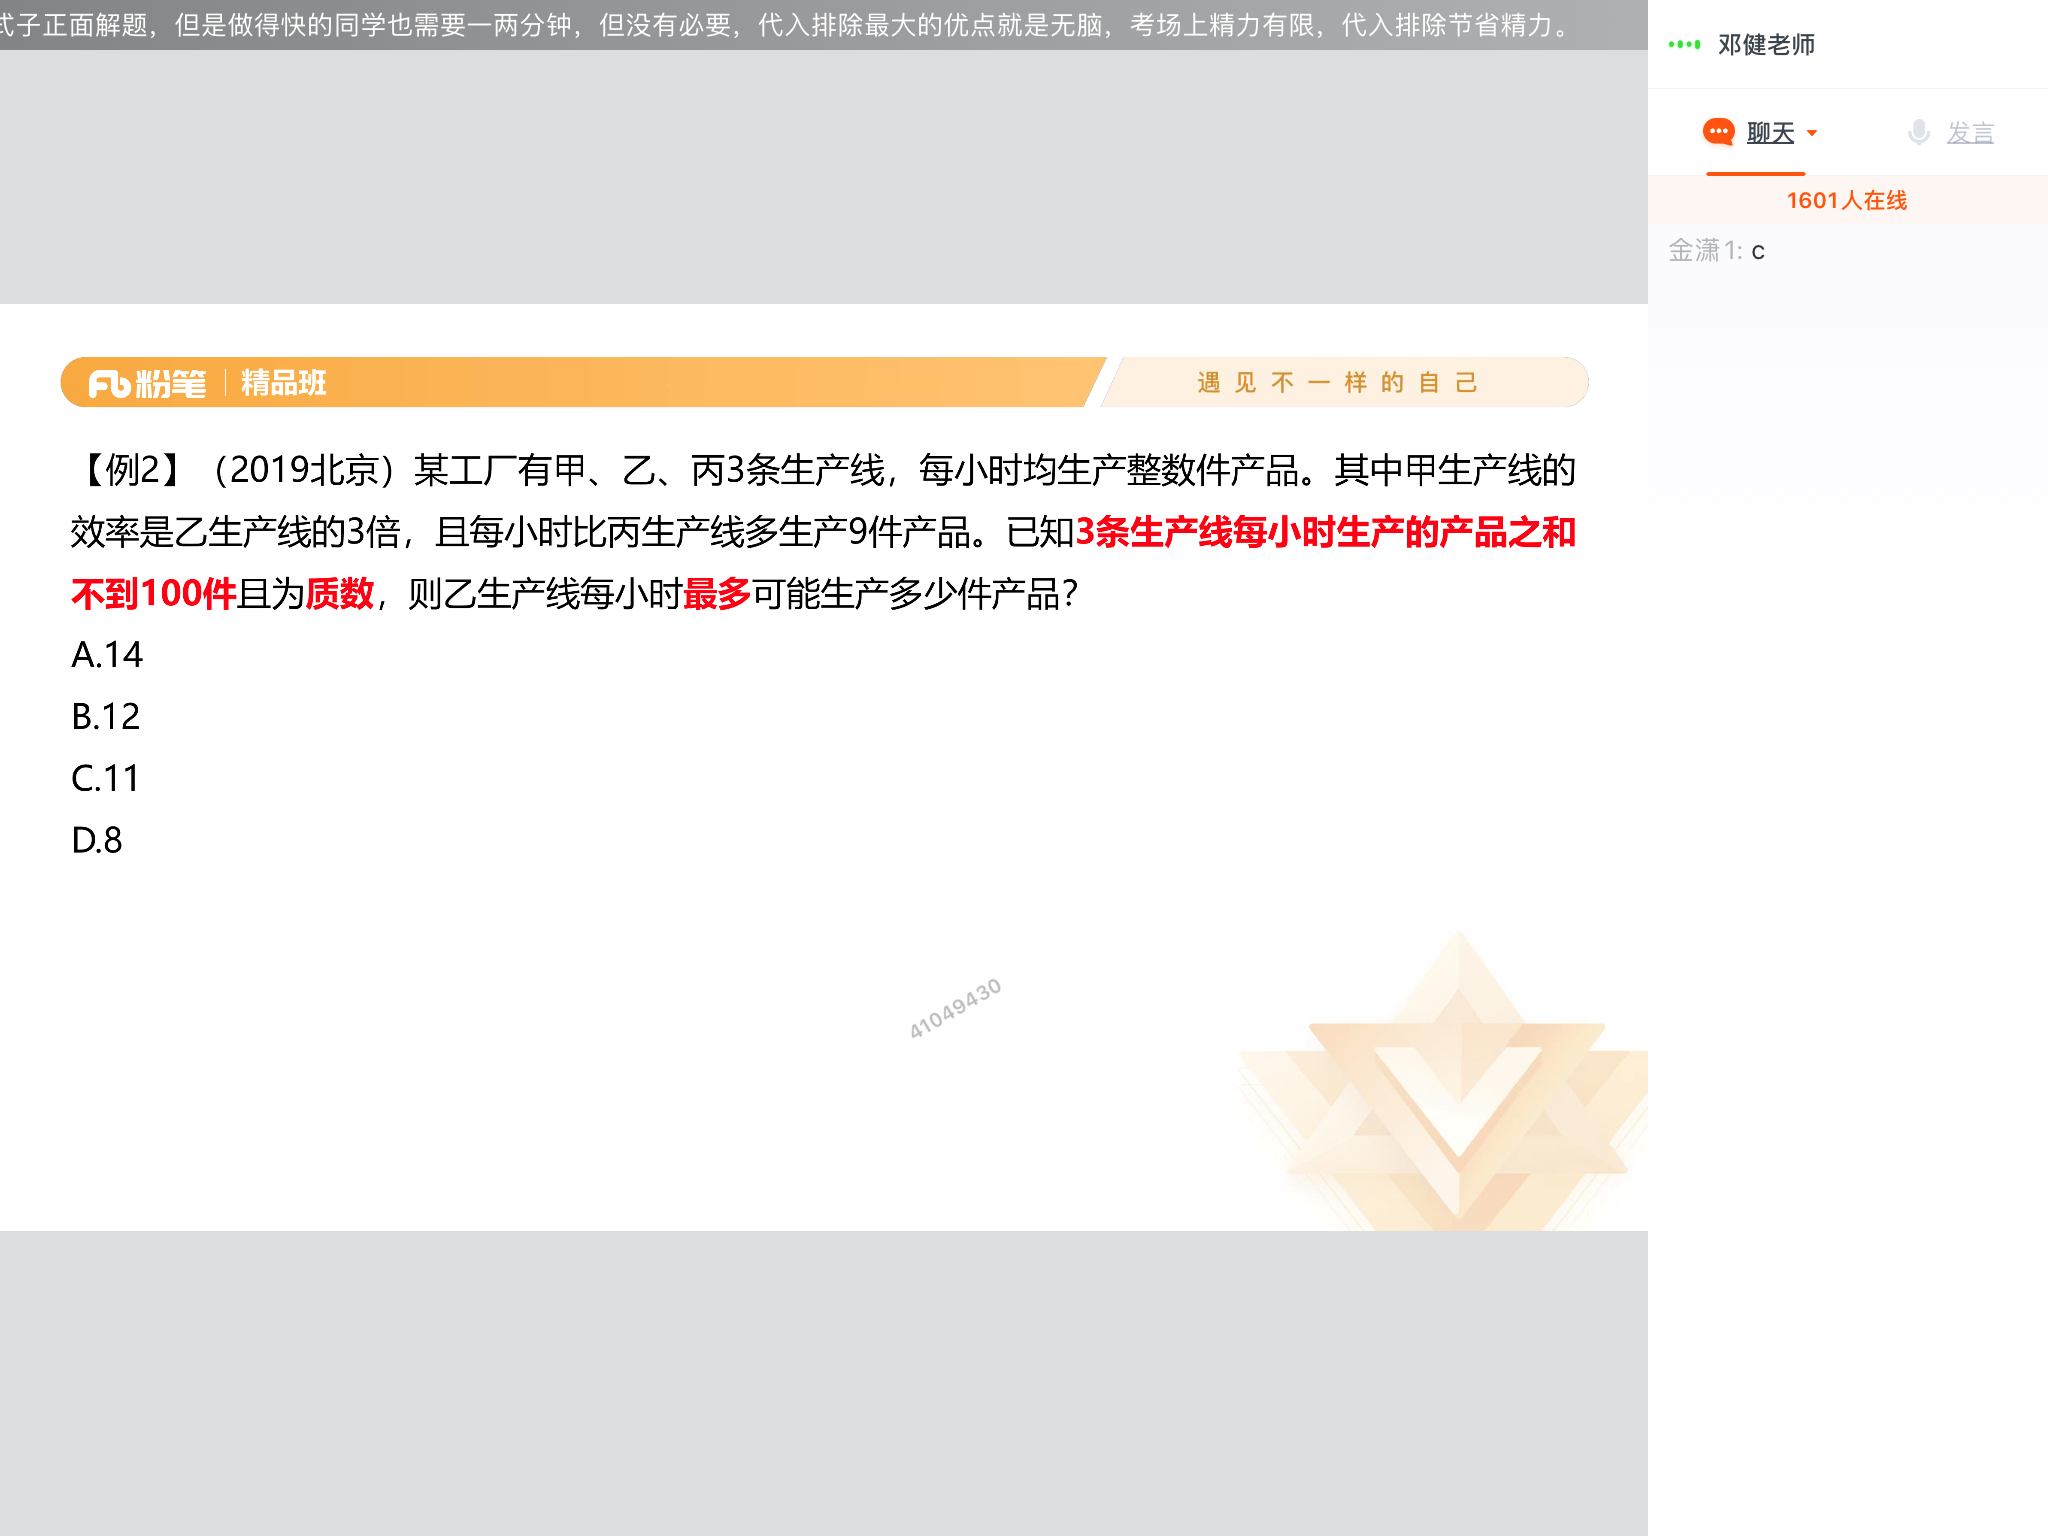 式子正面解题，但是做得快的同学也需要一两分钟，但没有必要，代入排除最大的优点就是无脑，考场上精力有限，代入排除节省精力。
邓健老师
聊天
发言
1601人在线
金潇1: c
Fb粉笔 精品班
遇见不一样的自己
【例2】（2019北京）某工厂有甲、乙、丙3条生产线，每小时均生产整数件产品。其中甲生产线的
效率是乙生产线的3倍，且每小时比丙生产线多生产9件产品。已知3条生产线每小时生产的产品之和
不到100件且为质数，则乙生产线每小时最多可能生产多少件产品？
A.14
B.12
C.11
D.8
41049430